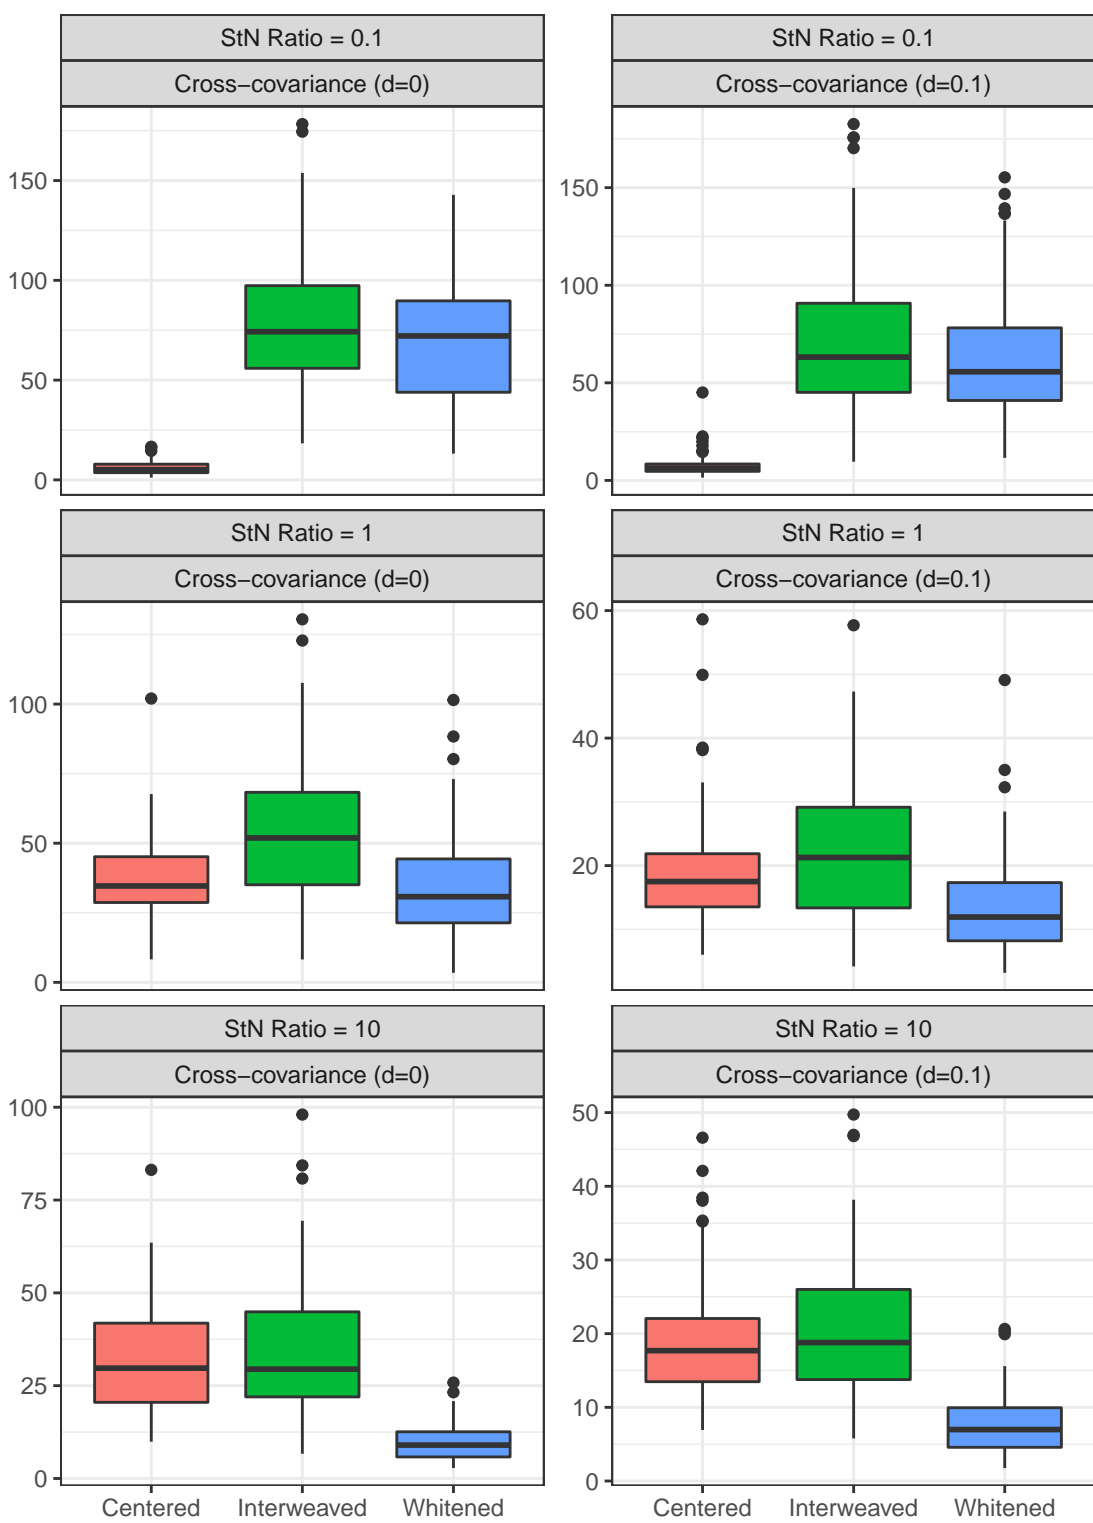 StN Ratio = 0.1
Cross−covariance (d=0)
150
100
50
0
StN Ratio = 0.1
Cross−covariance (d=0.1)
150
100
50
0
StN Ratio = 1
Cross−covariance (d=0)
100
50
0
StN Ratio = 1
Cross−covariance (d=0.1)
60
40
20
StN Ratio = 10
Cross−covariance (d=0)
100
75
50
25
0
Centered Interweaved Whitened
StN Ratio = 10
Cross−covariance (d=0.1)
50
40
30
20
10
0
Centered Interweaved Whitened